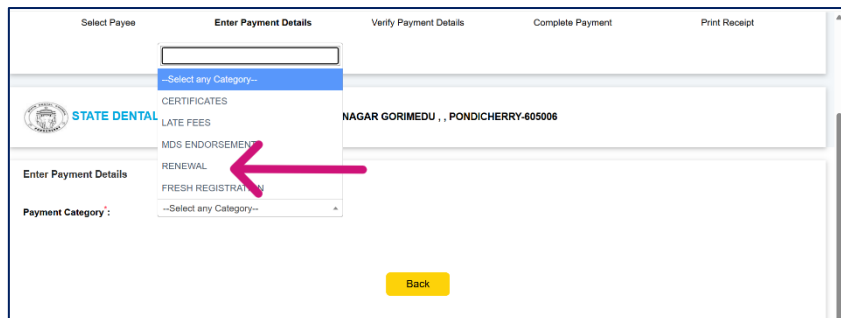 Select Payee Enter Payment Details Verify Payment Details Complete Payment Print Receipt
--Select any Category--
CERTIFICATES
STATE DENTAL NAGAR GORIMEDU , , PONDICHERRY-605006
LATE FEES
MDS ENDORSEMENT
RENEWAL
Enter Payment Details
FRESH REGISTRATION
Payment Category*: --Select any Category--
Back